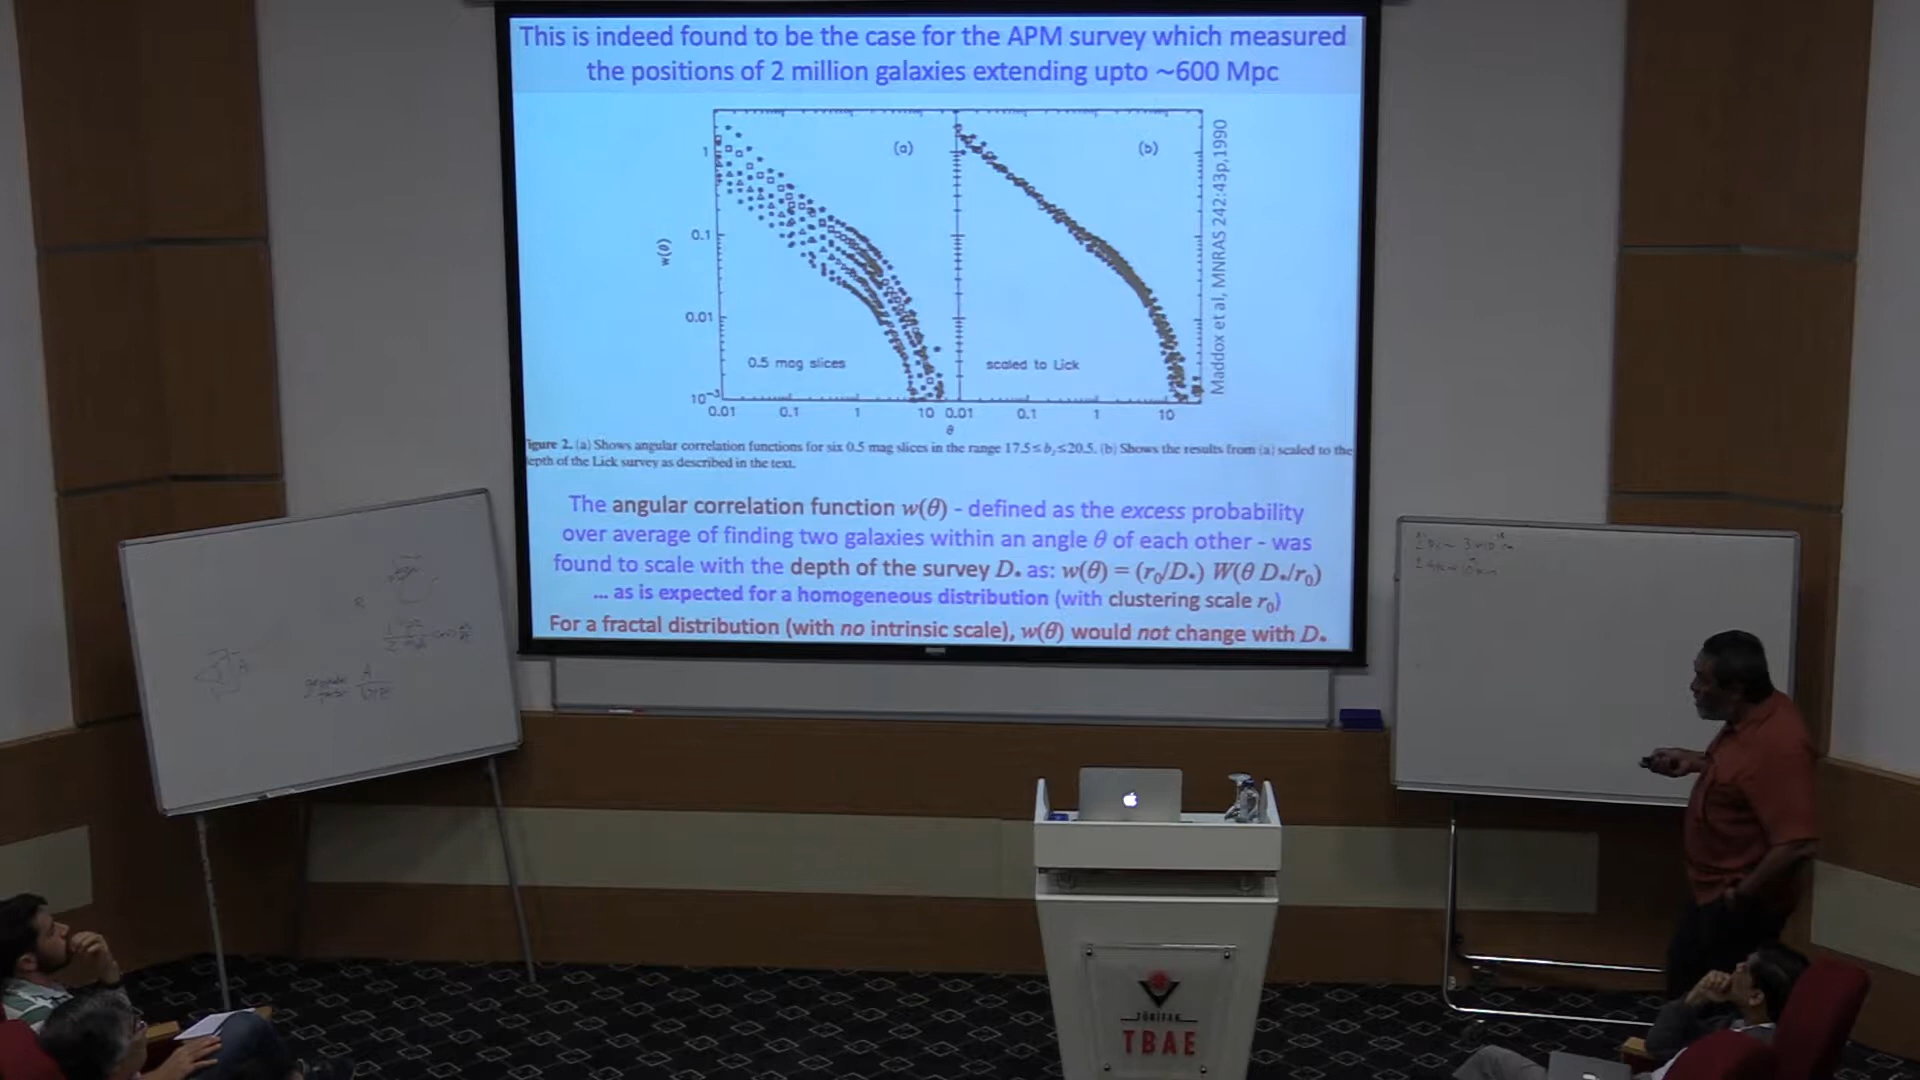 This is indeed found to be the case for the APM survey which measured
the positions of 2 million galaxies extending upto ~600 Mpc
(a)
(b)
1
0.1
0.01
10⁻³
w(θ)
0.5 mag slices
scaled to Lick
0.01 0.1 1 10 0.01 0.1 1 10
θ
Maddox et al, MNRAS 242:43p,1990
igure 2. (a) Shows angular correlation functions for six 0.5 mag slices in the range 17.5≤b_J≤20.5. (b) Shows the results from (a) scaled to the
epth of the Lick survey as described in the text.
The angular correlation function w(θ) - defined as the excess probability
over average of finding two galaxies within an angle θ of each other - was
found to scale with the depth of the survey D* as: w(θ) = (r₀/D*) W(θ D*/r₀)
... as is expected for a homogeneous distribution (with clustering scale r₀)
For a fractal distribution (with no intrinsic scale), w(θ) would not change with D*
TÜBİTAK
TBAE